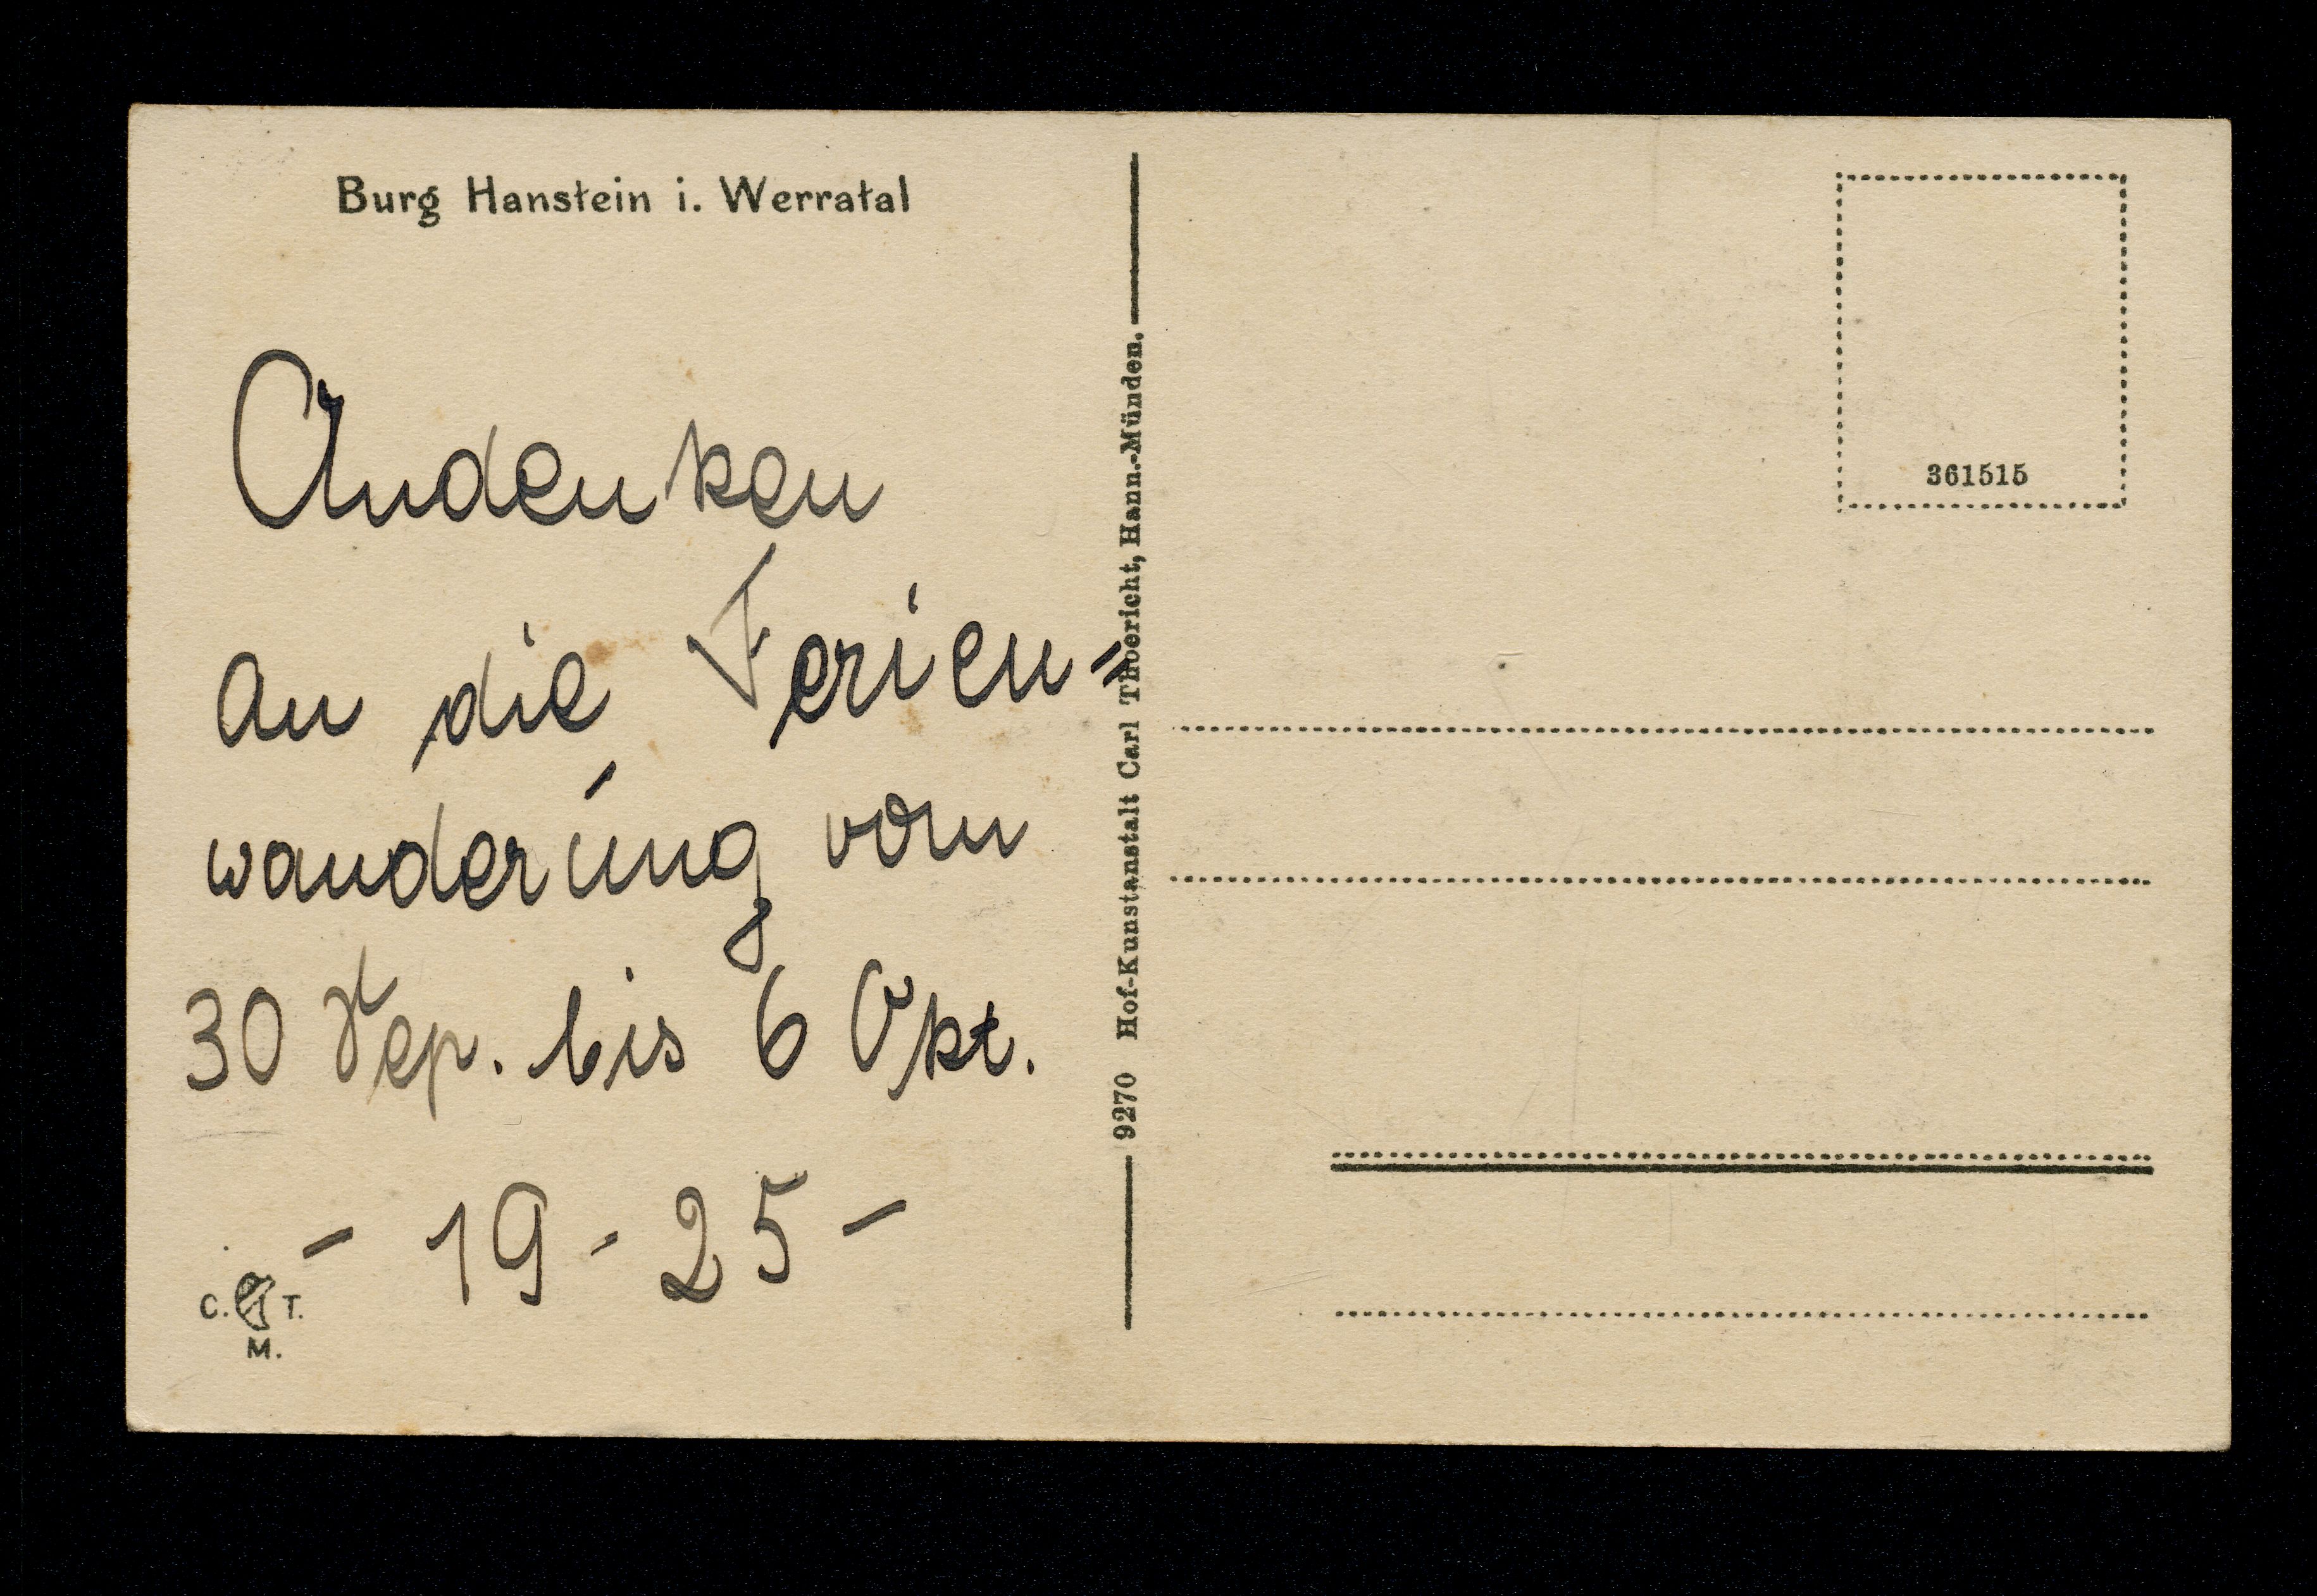 Burg Hanstein i. Werratal
Andenken
an die Ferien=
wanderung vom
30 Sep. bis 6 Okt.
- 19 - 25 -
C. T.
M.
9270 Hof-Kunstanstalt Carl Thoericht, Hann.-Münden.
361515